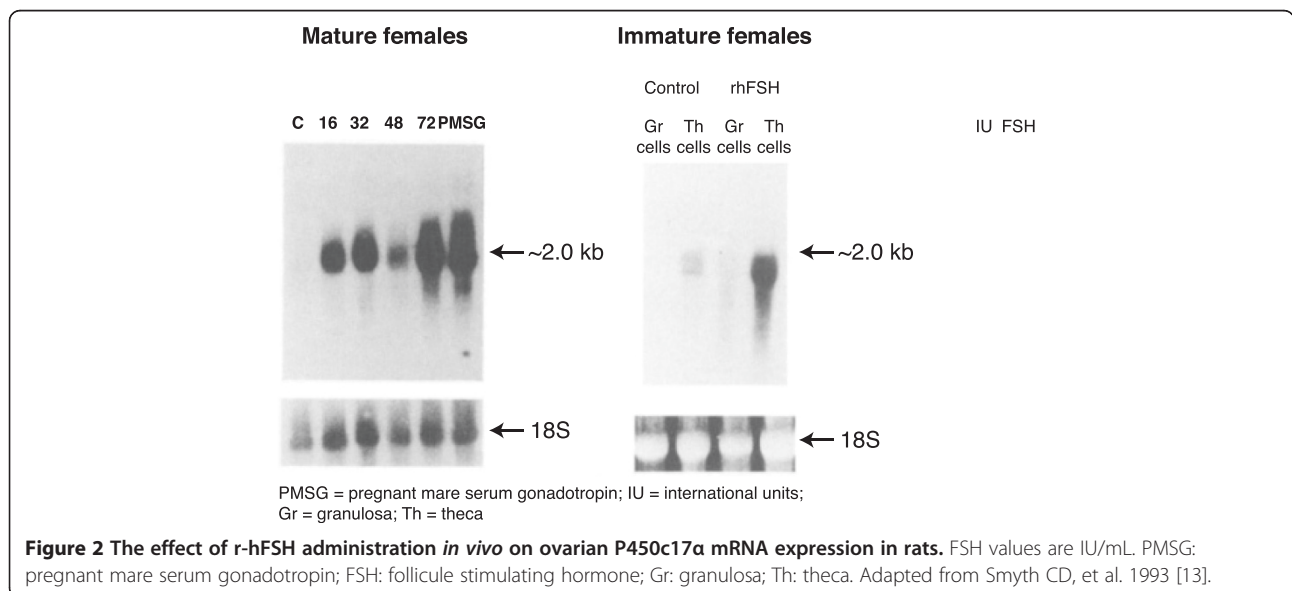 Mature females
Immature females
Control rhFSH
C 16 32 48 72 PMSG
Gr cells
Th cells
Gr cells
Th cells
IU FSH
~2.0 kb
~2.0 kb
18S
18S
PMSG = pregnant mare serum gonadotropin; IU = international units;
Gr = granulosa; Th = theca
Figure 2 The effect of r-hFSH administration in vivo on ovarian P450c17α mRNA expression in rats. FSH values are IU/mL. PMSG:
pregnant mare serum gonadotropin; FSH: follicule stimulating hormone; Gr: granulosa; Th: theca. Adapted from Smyth CD, et al. 1993 [13].